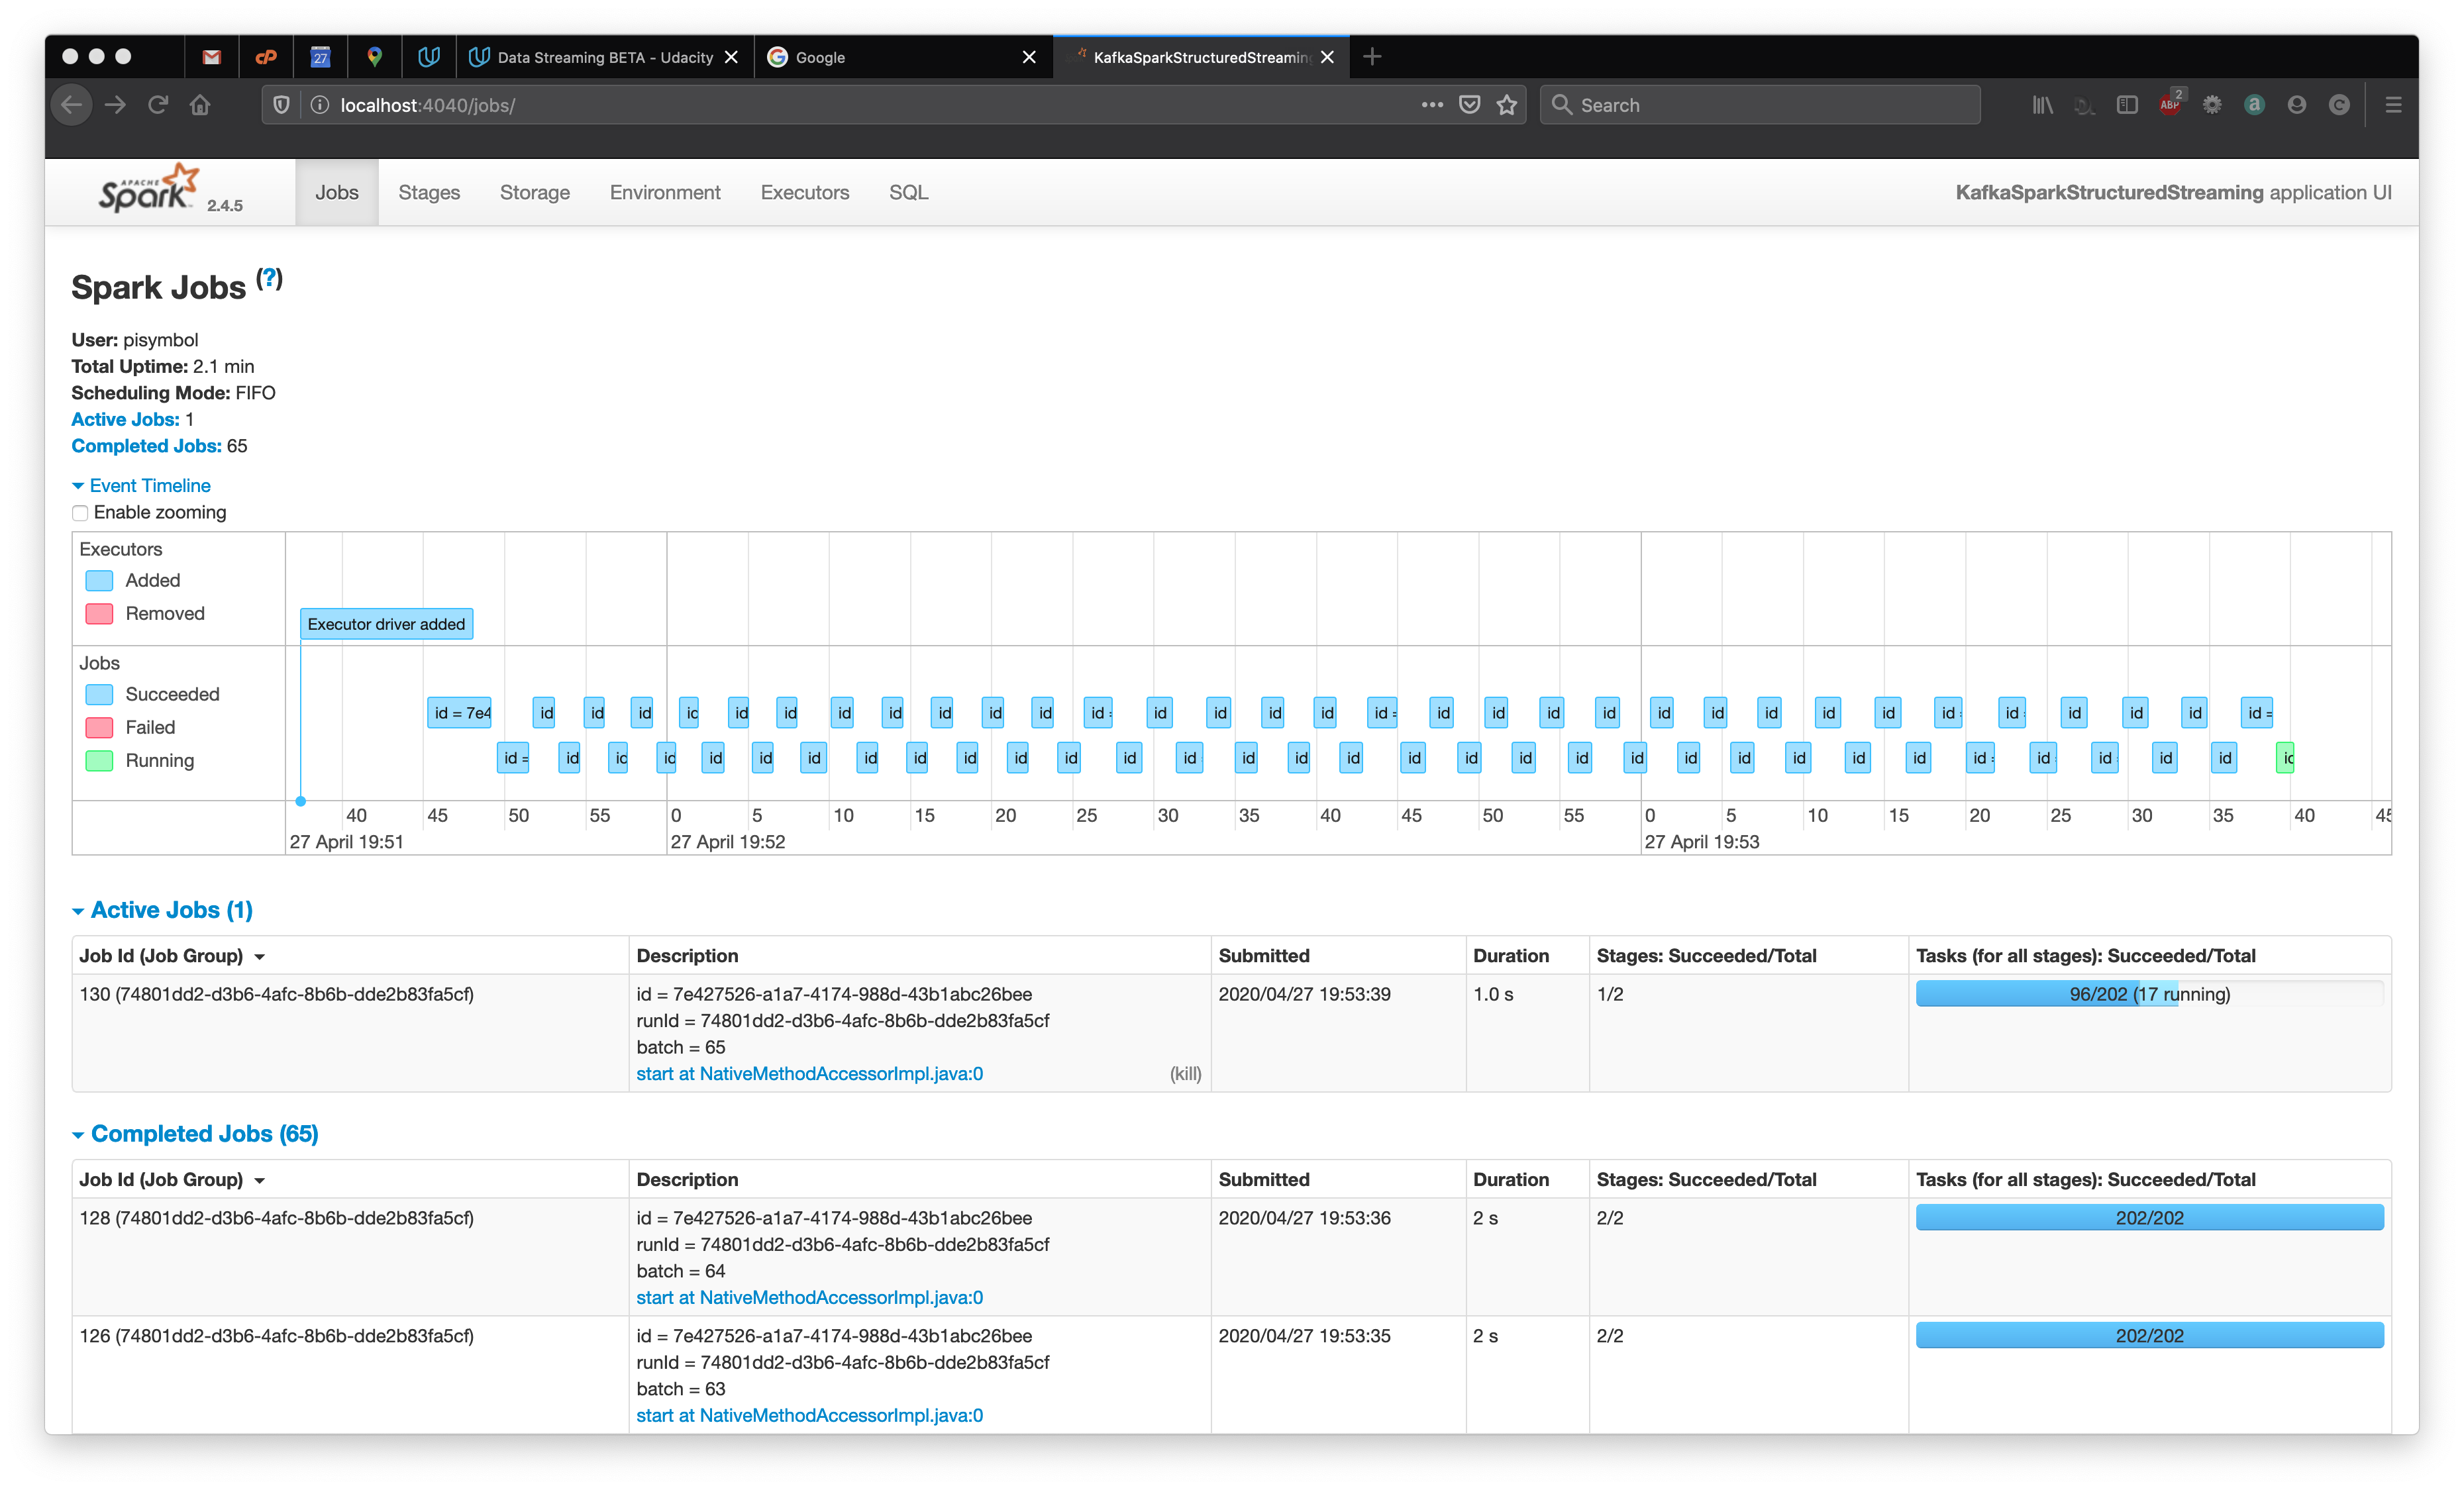 27 Data Streaming BETA - Udacity Google KafkaSparkStructuredStreaming
localhost:4040/jobs/ Search ABP 2 a C
APACHE Spark 2.4.5 Jobs Stages Storage Environment Executors SQL KafkaSparkStructuredStreaming application UI
Spark Jobs (?)
User: pisymbol
Total Uptime: 2.1 min
Scheduling Mode: FIFO
Active Jobs: 1
Completed Jobs: 65
Event Timeline
Enable zooming
Executors
Added
Removed
Executor driver added
Jobs
Succeeded
Failed
Running
id = 7e4 id id id id id id id id id id id id : id id id id id = id id id id id id id id id id : id id id id id =
id = id id id id id id id id id id id id id id id id id id id id id id id id id id : id id id id id
40 45 50 55 0 5 10 15 20 25 30 35 40 45 50 55 0 5 10 15 20 25 30 35 40 45
27 April 19:51 27 April 19:52 27 April 19:53
Active Jobs (1)
Job Id (Job Group) Description Submitted Duration Stages: Succeeded/Total Tasks (for all stages): Succeeded/Total
130 (74801dd2-d3b6-4afc-8b6b-dde2b83fa5cf) id = 7e427526-a1a7-4174-988d-43b1abc26bee 2020/04/27 19:53:39 1.0 s 1/2 96/202 (17 running)
runId = 74801dd2-d3b6-4afc-8b6b-dde2b83fa5cf
batch = 65
start at NativeMethodAccessorImpl.java:0 (kill)
Completed Jobs (65)
Job Id (Job Group) Description Submitted Duration Stages: Succeeded/Total Tasks (for all stages): Succeeded/Total
128 (74801dd2-d3b6-4afc-8b6b-dde2b83fa5cf) id = 7e427526-a1a7-4174-988d-43b1abc26bee 2020/04/27 19:53:36 2 s 2/2 202/202
runId = 74801dd2-d3b6-4afc-8b6b-dde2b83fa5cf
batch = 64
start at NativeMethodAccessorImpl.java:0
126 (74801dd2-d3b6-4afc-8b6b-dde2b83fa5cf) id = 7e427526-a1a7-4174-988d-43b1abc26bee 2020/04/27 19:53:35 2 s 2/2 202/202
runId = 74801dd2-d3b6-4afc-8b6b-dde2b83fa5cf
batch = 63
start at NativeMethodAccessorImpl.java:0